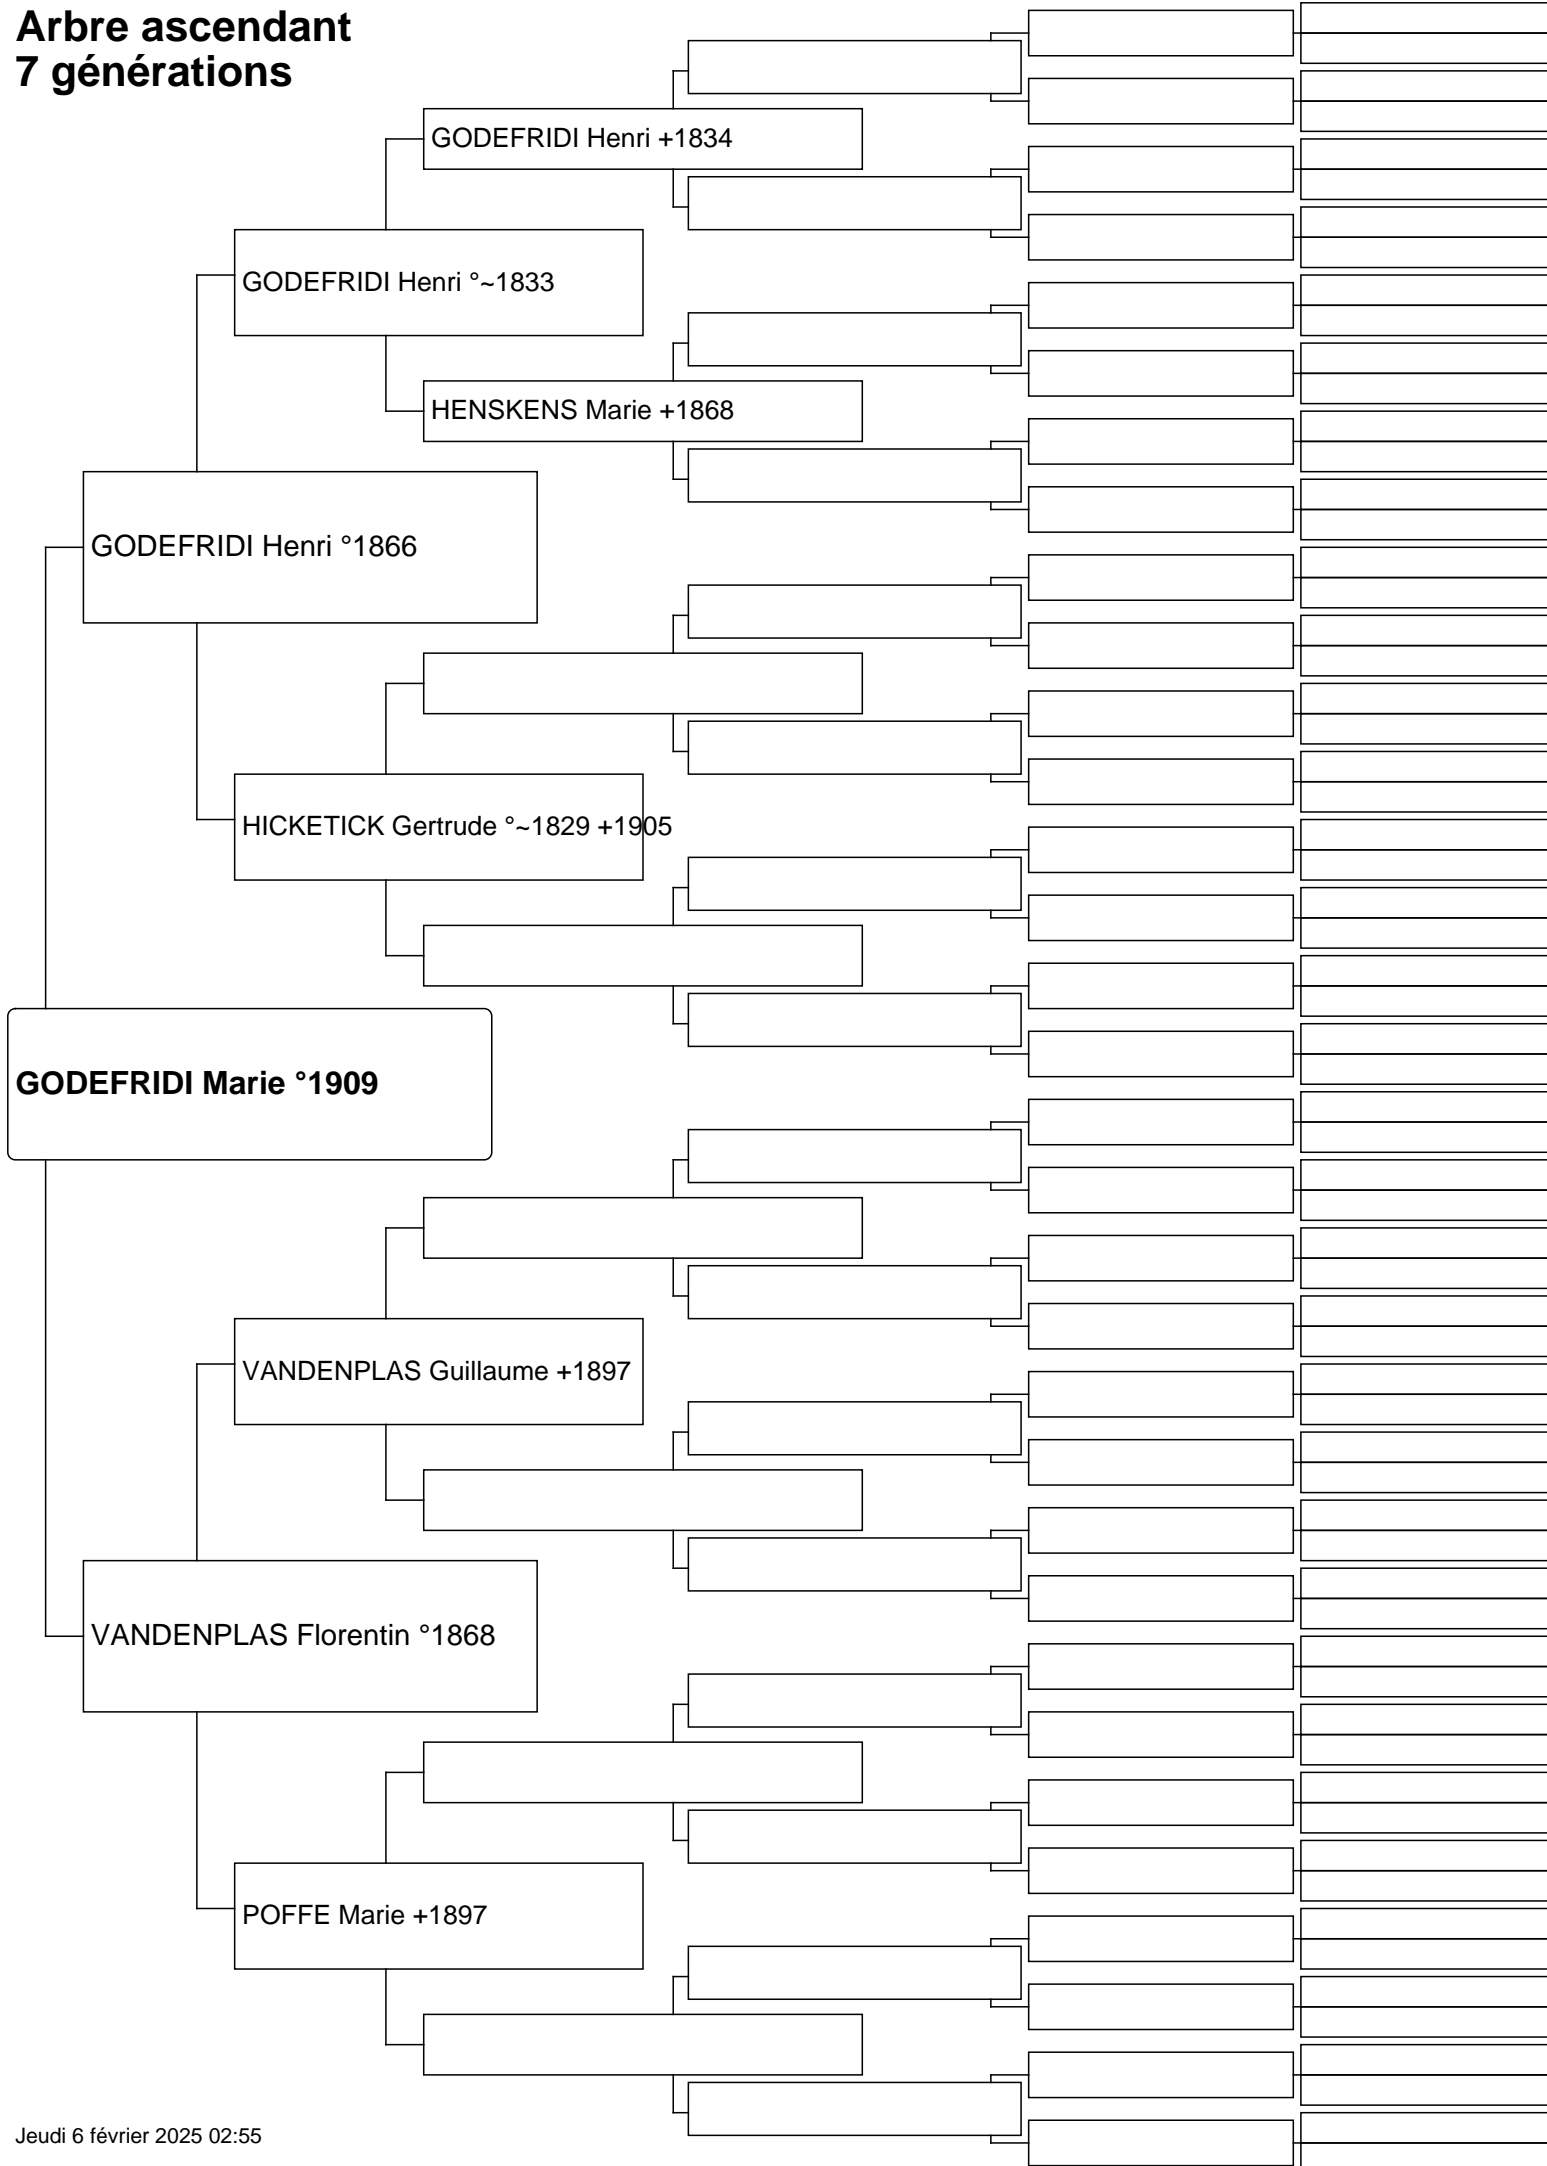 Arbre ascendant
7 générations
GODEFRIDI Henri +1834
GODEFRIDI Henri °~1833
HENSKENS Marie +1868
GODEFRIDI Henri °1866
HICKETICK Gertrude °~1829 +1905
GODEFRIDI Marie °1909
VANDENPLAS Guillaume +1897
VANDENPLAS Florentin °1868
POFFE Marie +1897
Jeudi 6 février 2025 02:55